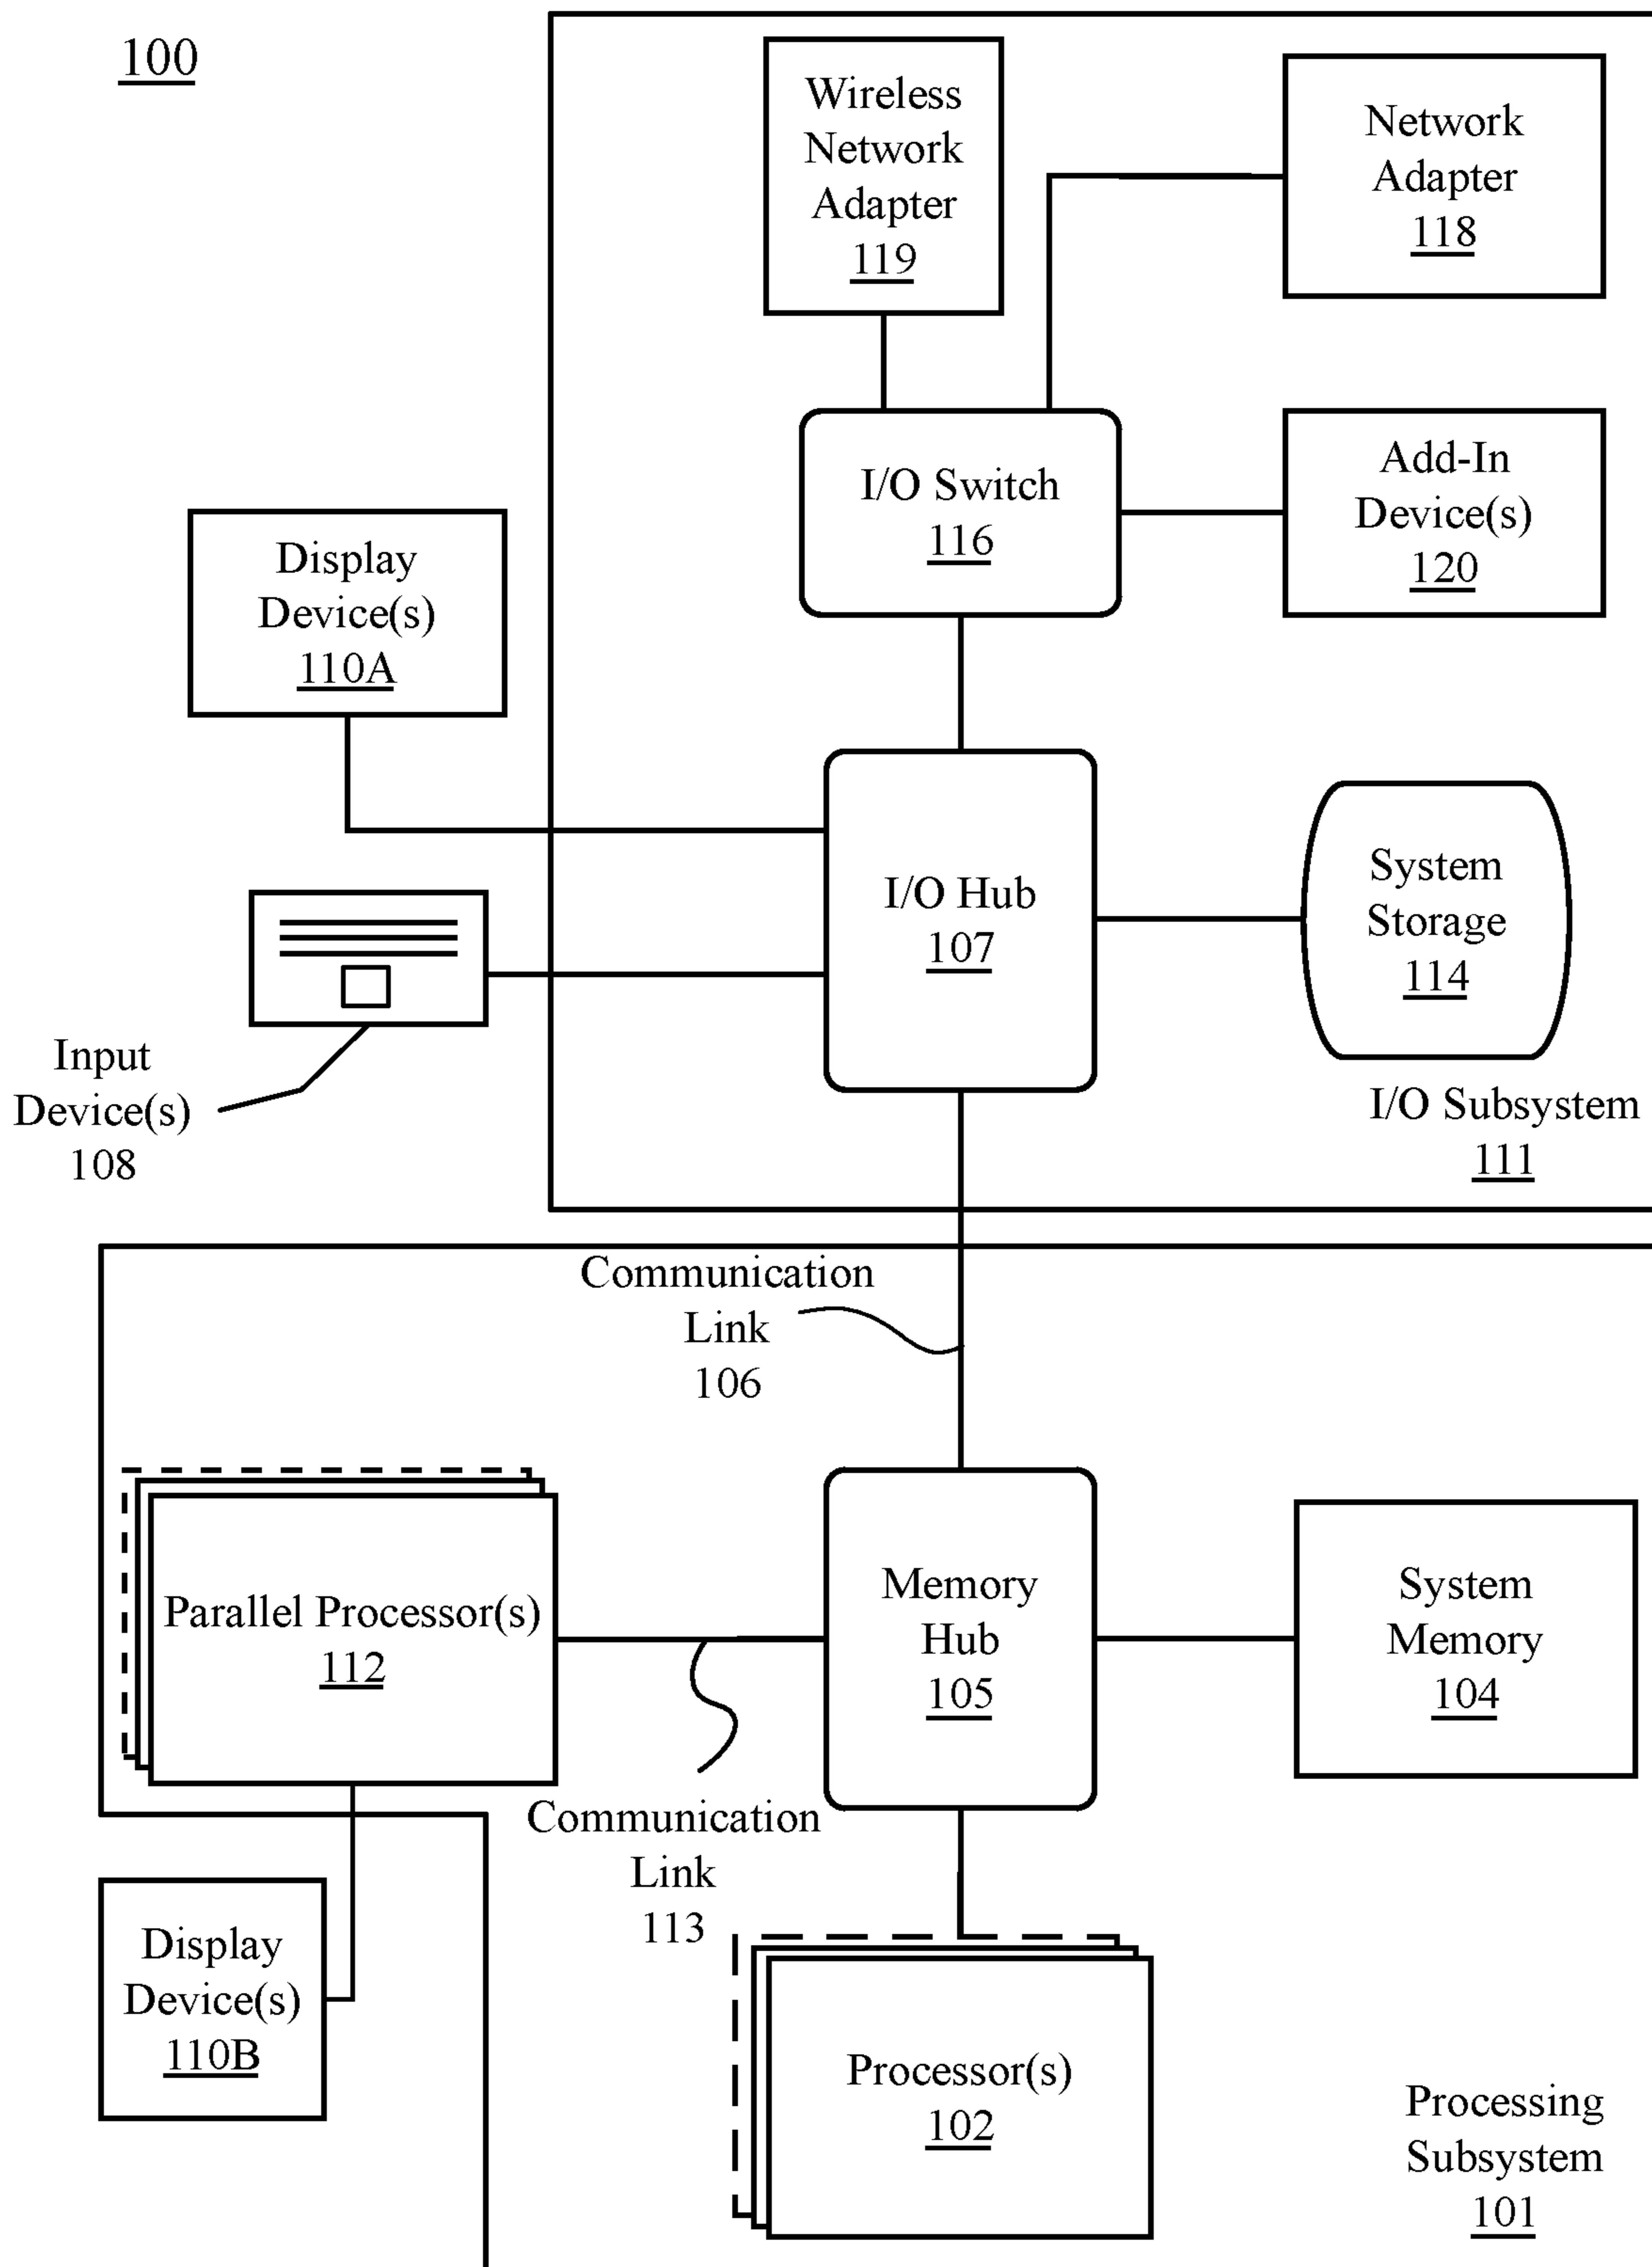 100
Wireless
Network
Adapter
119
Network
Adapter
118
I/O Switch
116
Add-In
Device(s)
120
Display
Device(s)
110A
I/O Hub
107
System
Storage
114
Input
Device(s)
108
I/O Subsystem
111
Communication
Link
106
Parallel Processor(s)
112
Memory
Hub
105
System
Memory
104
Communication
Link
113
Display
Device(s)
110B
Processor(s)
102
Processing
Subsystem
101